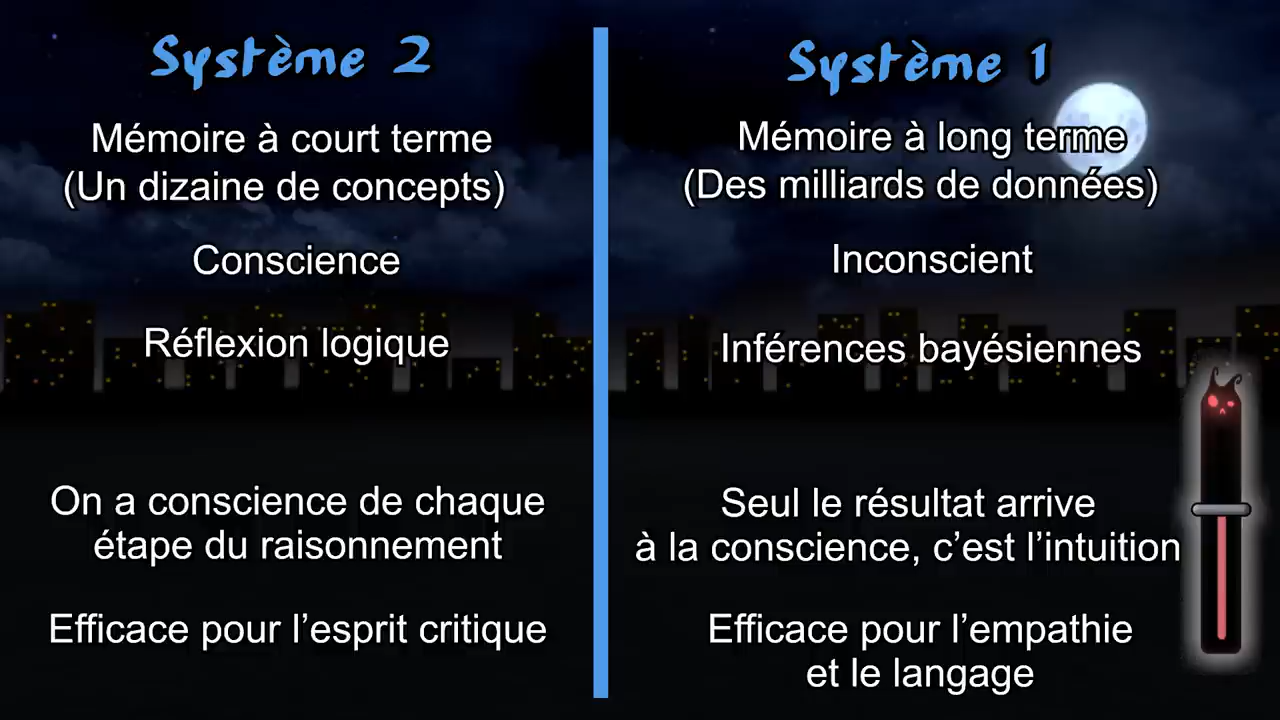 Système 2
Mémoire à court terme
(Un dizaine de concepts)
Conscience
Réflexion logique
On a conscience de chaque
étape du raisonnement
Efficace pour l’esprit critique
Système 1
Mémoire à long terme
(Des milliards de données)
Inconscient
Inférences bayésiennes
Seul le résultat arrive
à la conscience, c’est l’intuition
Efficace pour l’empathie
et le langage